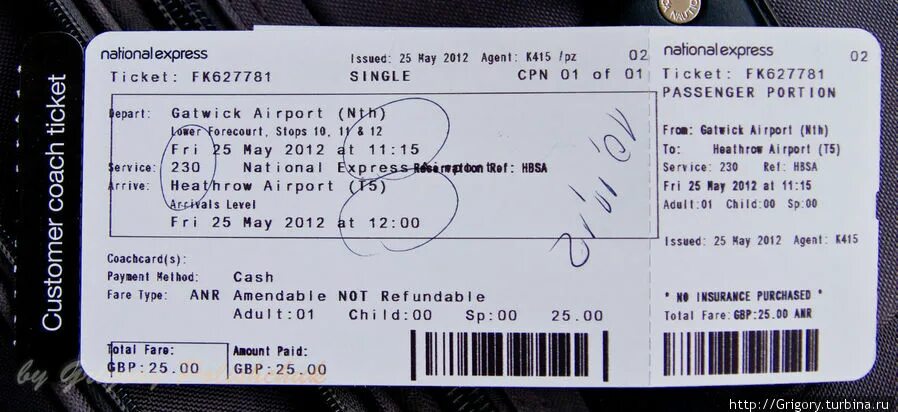 Customer coach ticket
nationalexpress
Issued: 25 May 2012 Agent: K415 /pz 02
Ticket: FK627781 SINGLE CPN 01 of 01
Depart: Gatwick Airport (Nth)
Lower Forecourt, Stops 10, 11 & 12
Fri 25 May 2012 at 11:15
Service: 230 National Express Airport Reservation Ref: HBSA
Arrive: Heathrow Airport (T5)
Arrivals Level
Fri 25 May 2012 at 12:00
Coachcard(s):
Payment Method: Cash
Fare Type: ANR Amendable NOT Refundable
Adult:01 Child:00 Sp:00 25.00
Total Fare: Amount Paid:
GBP:25.00 GBP:25.00
nationalexpress 02
Ticket: FK627781
PASSENGER PORTION
From: Gatwick Airport (Nth)
To: Heathrow Airport (T5)
Service: 230 Ref: HBSA
Fri 25 May 2012 at 11:15
Adult:01 Child:00 Sp:00
Issued: 25 May 2012 Agent: K415
* NO INSURANCE PURCHASED *
Total Fare: GBP:25.00 ANR
http://Grigory.turbina.ru